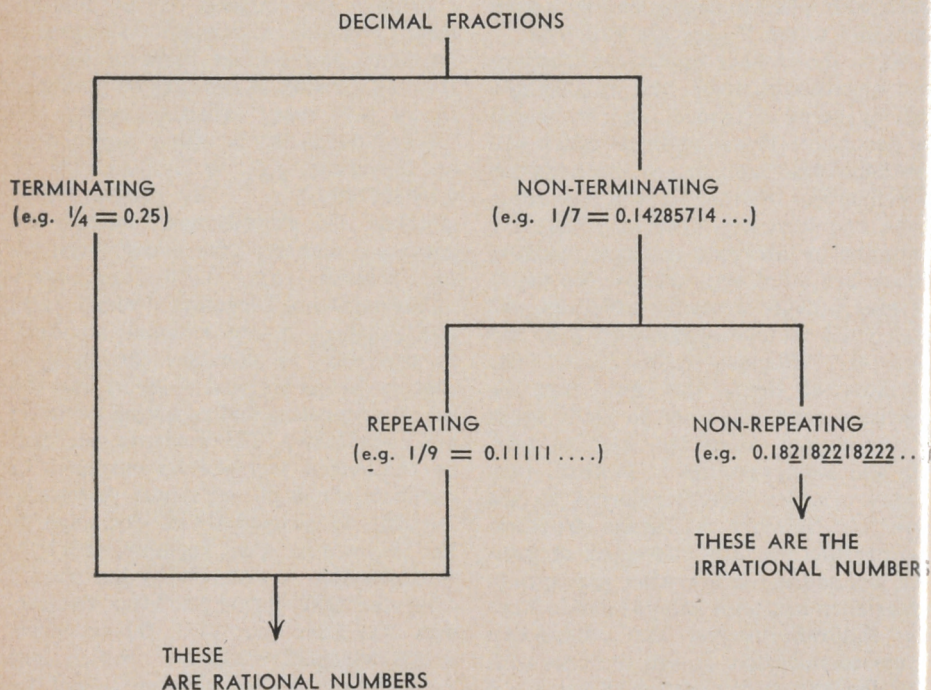 DECIMAL FRACTIONS
TERMINATING
(e.g. ¼ = 0.25)
NON-TERMINATING
(e.g. 1/7 = 0.14285714...)
REPEATING
(e.g. 1/9 = 0.11111....)
NON-REPEATING
(e.g. 0.182182218222..
THESE ARE THE
IRRATIONAL NUMBERS
THESE
ARE RATIONAL NUMBERS